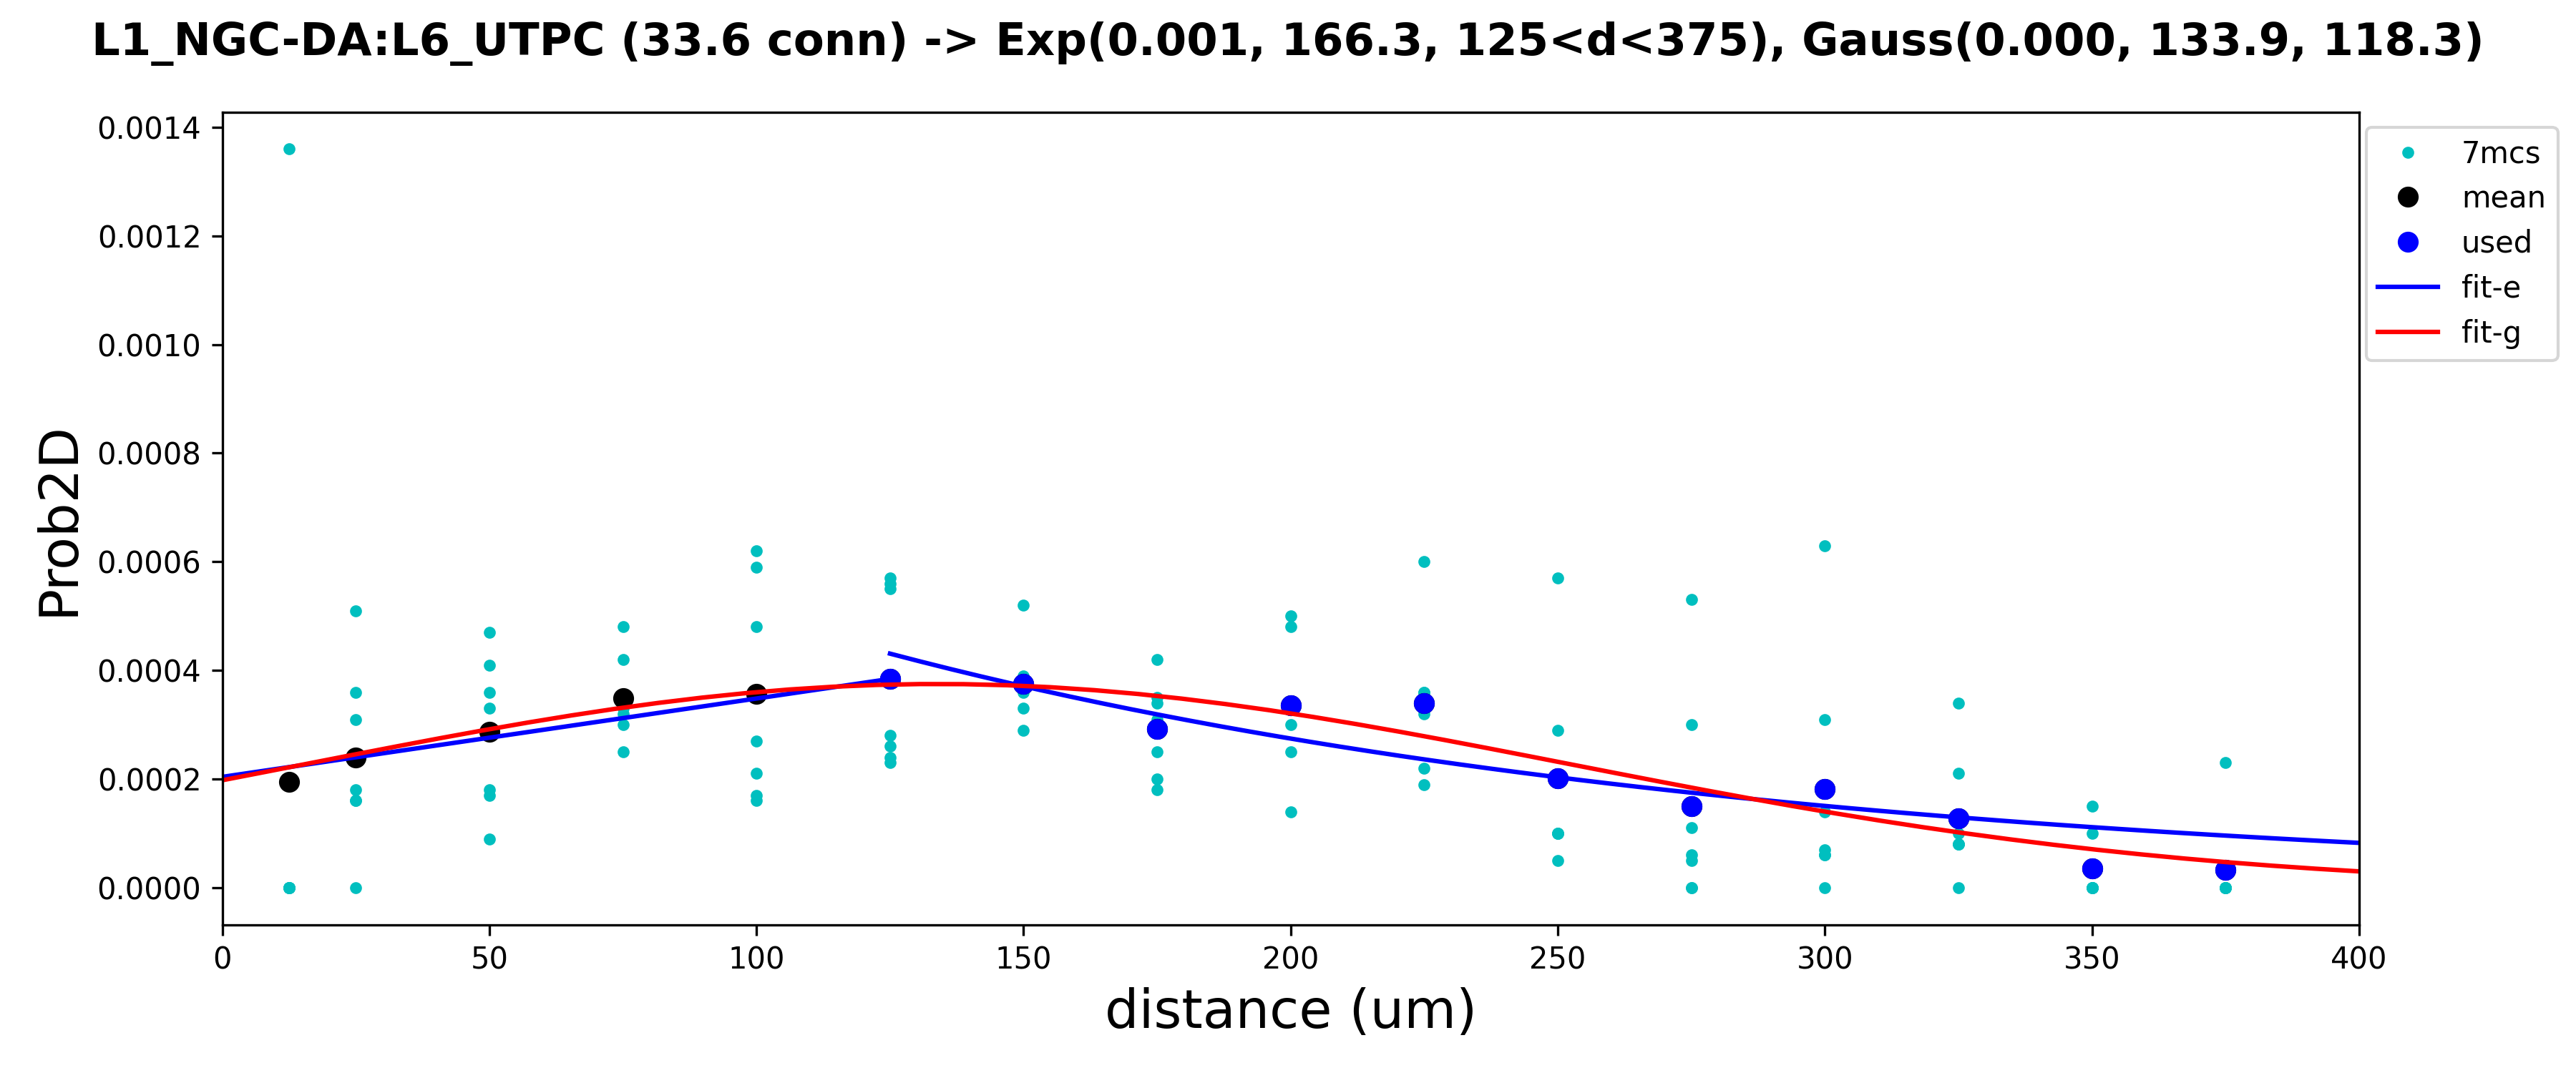 L1_NGC-DA:L6_UTPC (33.6 conn) -> Exp(0.001, 166.3, 125<d<375), Gauss(0.000, 133.9, 118.3)
0.0014
0.0012
0.0010
0.0008
0.0006
0.0004
0.0002
0.0000
Prob2D
0
50
100
150
200
250
300
350
400
distance (um)
7mcs
mean
used
fit-e
fit-g